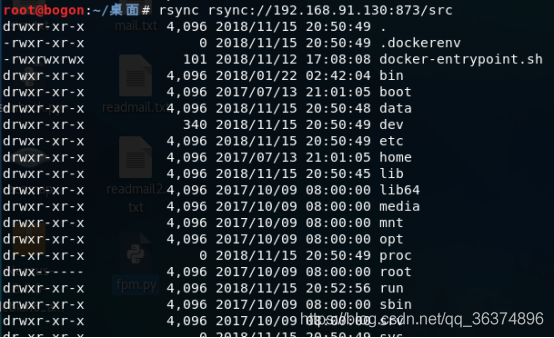 root@bogon:~/桌面# rsync rsync://192.168.91.130:873/src
drwxr-xr-x 4,096 2018/11/15 20:50:49 .
-rwxr-xr-x 0 2018/11/15 20:50:49 .dockerenv
-rwxrwxrwx 101 2018/11/12 17:08:08 docker-entrypoint.sh
drwxr-xr-x 4,096 2018/01/22 02:42:04 bin
drwxr-xr-x 4,096 2017/07/13 21:01:05 boot
drwxr-xr-x 4,096 2018/11/15 20:50:48 data
drwxr-xr-x 340 2018/11/15 20:50:49 dev
drwxr-xr-x 4,096 2018/11/15 20:50:49 etc
drwxr-xr-x 4,096 2017/07/13 21:01:05 home
drwxr-xr-x 4,096 2018/11/15 20:50:45 lib
drwxr-xr-x 4,096 2017/10/09 08:00:00 lib64
drwxr-xr-x 4,096 2017/10/09 08:00:00 media
drwxr-xr-x 4,096 2017/10/09 08:00:00 mnt
drwxr-xr-x 4,096 2017/10/09 08:00:00 opt
dr-xr-xr-x 0 2018/11/15 20:50:49 proc
drwx------ 4,096 2017/10/09 08:00:00 root
drwxr-xr-x 4,096 2018/11/15 20:52:56 run
drwxr-xr-x 4,096 2017/10/09 08:00:00 sbin
drwxr-xr-x 4,096 2017/10/09 08:00:00 srv
dr-xr-xr-x 0 2018/11/15 20:50:49 sys
mail.txt
readmail.txt
readmail2.
txt
fpm.py
https://blog.csdn.net/qq_36374896